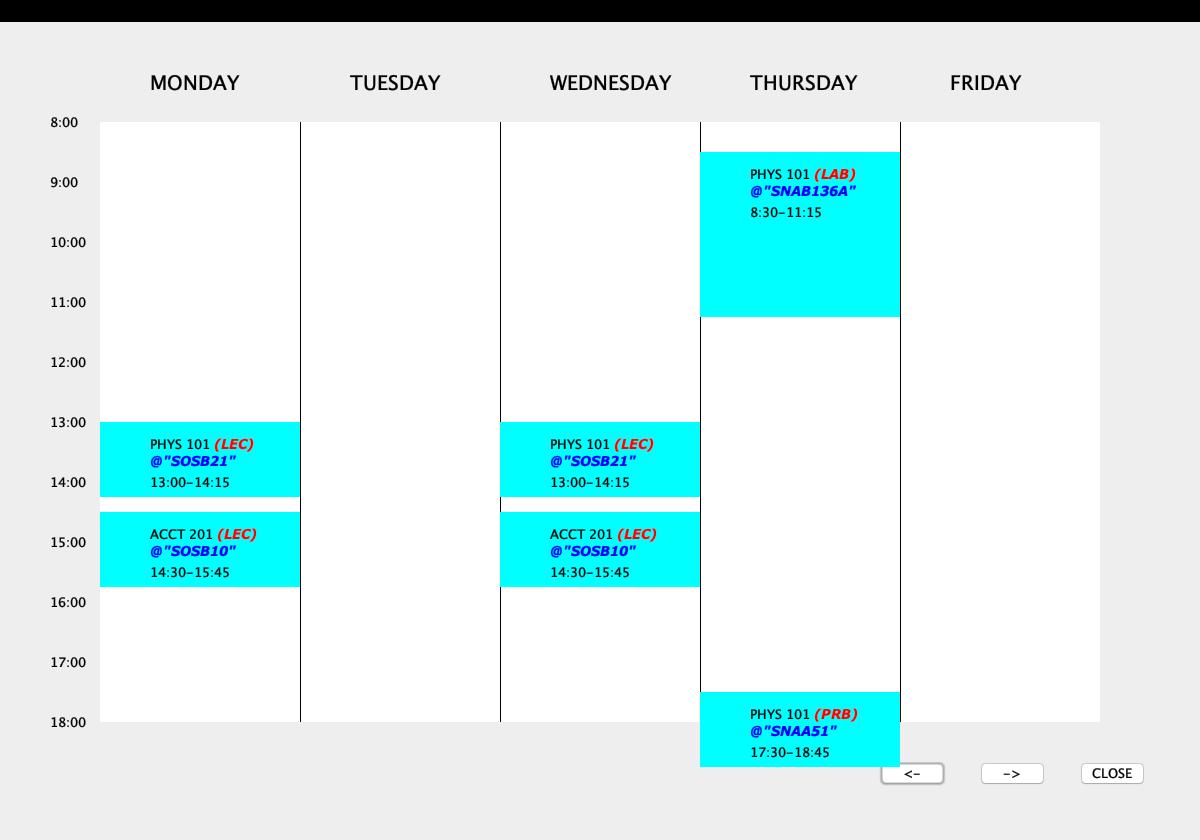 MONDAY TUESDAY WEDNESDAY THURSDAY FRIDAY
8:00
PHYS 101 (LAB)
9:00
@"SNAB136A"
8:30-11:15
10:00
11:00
12:00
13:00
PHYS 101 (LEC) PHYS 101 (LEC)
@"SOSB21" @"SOSB21"
14:00 13:00-14:15 13:00-14:15
ACCT 201 (LEC) ACCT 201 (LEC)
15:00
@"SOSB10" @"SOSB10"
14:30-15:45 14:30-15:45
16:00
17:00
PHYS 101 (PRB)
18:00
@"SNAA51"
17:30-18:45
<- -> CLOSE